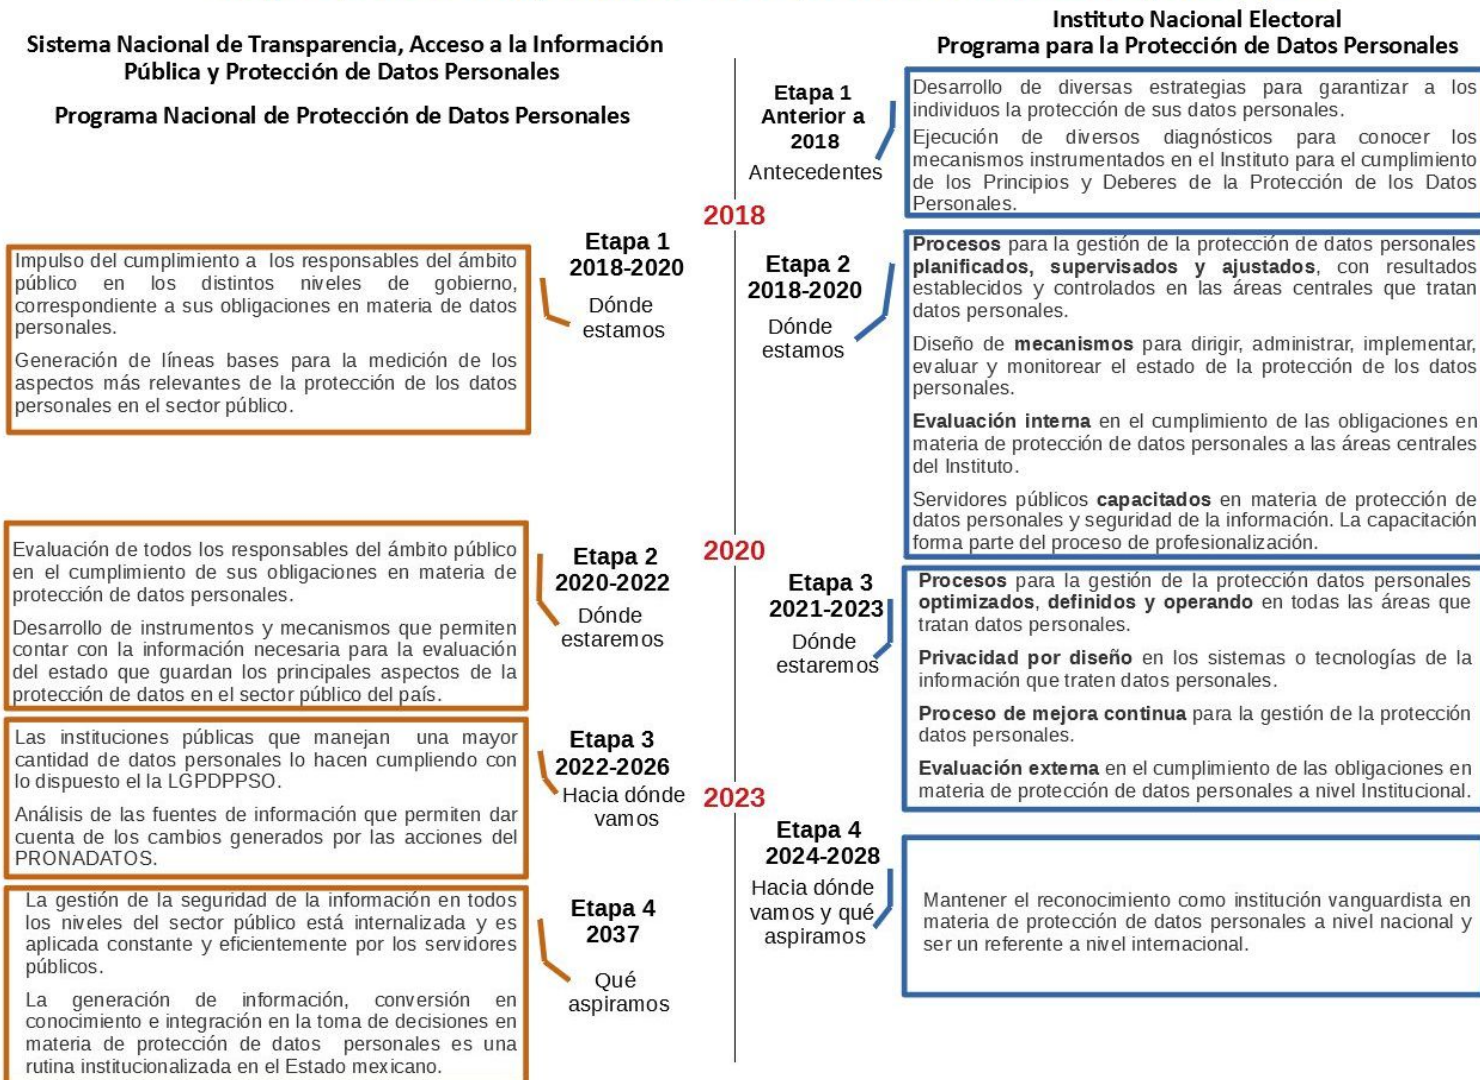 Sistema Nacional de Transparencia, Acceso a la Información
Pública y Protección de Datos Personales
Programa Nacional de Protección de Datos Personales
Instituto Nacional Electoral
Programa para la Protección de Datos Personales
Etapa 1
Anterior a
2018
Antecedentes
Desarrollo de diversas estrategias para garantizar a los
individuos la protección de sus datos personales.
Ejecución de diversos diagnósticos para conocer los
mecanismos instrumentados en el Instituto para el cumplimiento
de los Principios y Deberes de la Protección de los Datos
Personales.
2018
Impulso del cumplimiento a los responsables del ámbito
público en los distintos niveles de gobierno,
correspondiente a sus obligaciones en materia de datos
personales.
Generación de líneas bases para la medición de los
aspectos más relevantes de la protección de los datos
personales en el sector público.
Etapa 1
2018-2020
Dónde
estamos
Etapa 2
2018-2020
Dónde
estamos
Procesos para la gestión de la protección de datos personales
planificados, supervisados y ajustados, con resultados
establecidos y controlados en las áreas centrales que tratan
datos personales.
Diseño de mecanismos para dirigir, administrar, implementar,
evaluar y monitorear el estado de la protección de los datos
personales.
Evaluación interna en el cumplimiento de las obligaciones en
materia de protección de datos personales a las áreas centrales
del Instituto.
Servidores públicos capacitados en materia de protección de
datos personales y seguridad de la información. La capacitación
forma parte del proceso de profesionalización.
2020
Evaluación de todos los responsables del ámbito público
en el cumplimiento de sus obligaciones en materia de
protección de datos personales.
Desarrollo de instrumentos y mecanismos que permiten
contar con la información necesaria para la evaluación
del estado que guardan los principales aspectos de la
protección de datos en el sector público del país.
Etapa 2
2020-2022
Dónde
estaremos
Etapa 3
2021-2023
Dónde
estaremos
Procesos para la gestión de la protección datos personales
optimizados, definidos y operando en todas las áreas que
tratan datos personales.
Privacidad por diseño en los sistemas o tecnologías de la
información que traten datos personales.
Proceso de mejora continua para la gestión de la protección
datos personales.
Evaluación externa en el cumplimiento de las obligaciones en
materia de protección de datos personales a nivel Institucional.
Las instituciones públicas que manejan una mayor
cantidad de datos personales lo hacen cumpliendo con
lo dispuesto el la LGPDPPSO.
Análisis de las fuentes de información que permiten dar
cuenta de los cambios generados por las acciones del
PRONADATOS.
Etapa 3
2022-2026
Hacia dónde
vamos
2023
Etapa 4
2024-2028
Hacia dónde
vamos y qué
aspiramos
Mantener el reconocimiento como institución vanguardista en
materia de protección de datos personales a nivel nacional y
ser un referente a nivel internacional.
La gestión de la seguridad de la información en todos
los niveles del sector público está internalizada y es
aplicada constante y eficientemente por los servidores
públicos.
La generación de información, conversión en
conocimiento e integración en la toma de decisiones en
materia de protección de datos personales es una
rutina institucionalizada en el Estado mexicano.
Etapa 4
2037
Qué
aspiramos